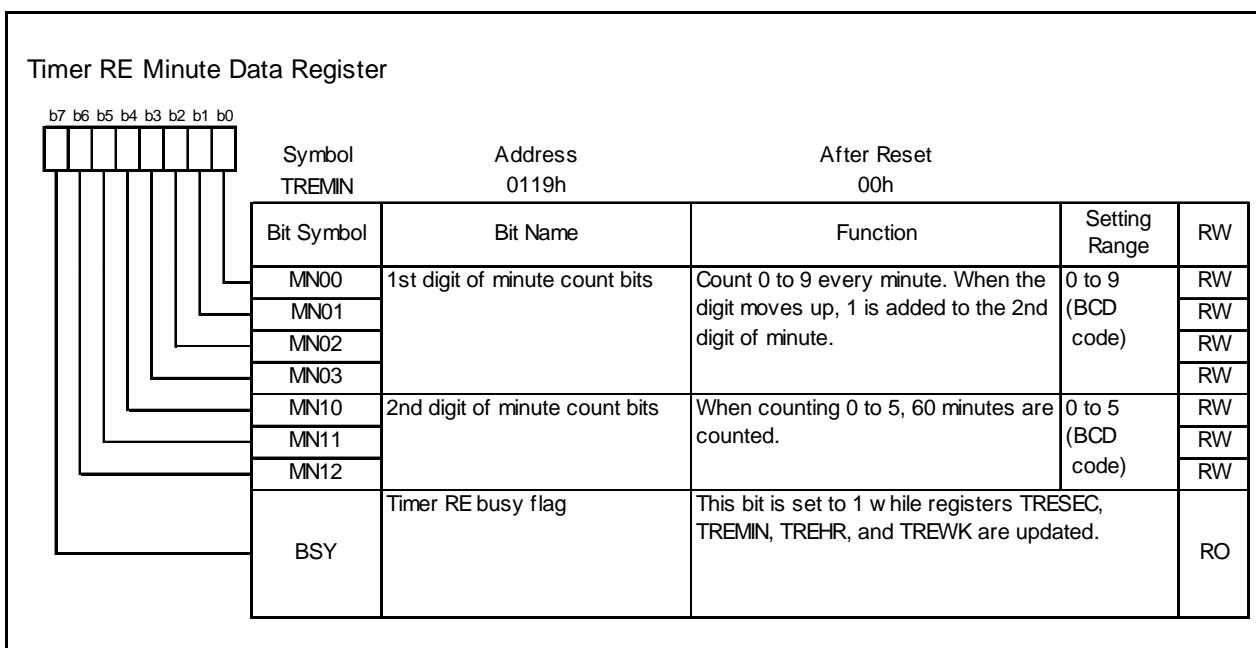 Timer RE Minute Data Register
b7 b6 b5 b4 b3 b2 b1 b0
Symbol Address After Reset
TREMIN 0119h 00h
Bit Symbol Bit Name Function Setting Range RW
MN00 1st digit of minute count bits Count 0 to 9 every minute. When the 0 to 9 RW
MN01 digit moves up, 1 is added to the 2nd (BCD RW
MN02 digit of minute. code) RW
MN03 RW
MN10 2nd digit of minute count bits When counting 0 to 5, 60 minutes are 0 to 5 RW
MN11 counted. (BCD RW
MN12 code) RW
Timer RE busy flag This bit is set to 1 while registers TRESEC,
TREMIN, TREHR, and TREWK are updated.
BSY RO